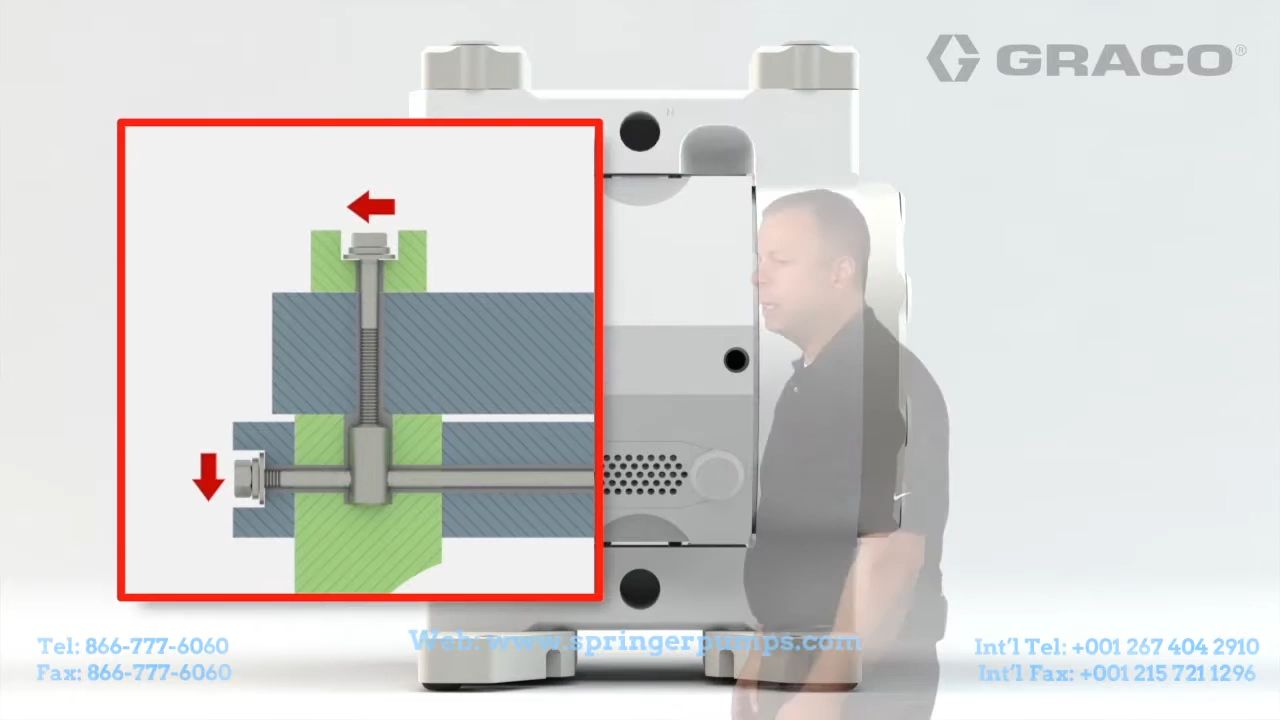 GRACO®
Tel: 866-777-6060
Fax: 866-777-6060
Web: www.springerpumps.com
Int'l Tel: +001 267 404 2910
Int'l Fax: +001 215 721 1296